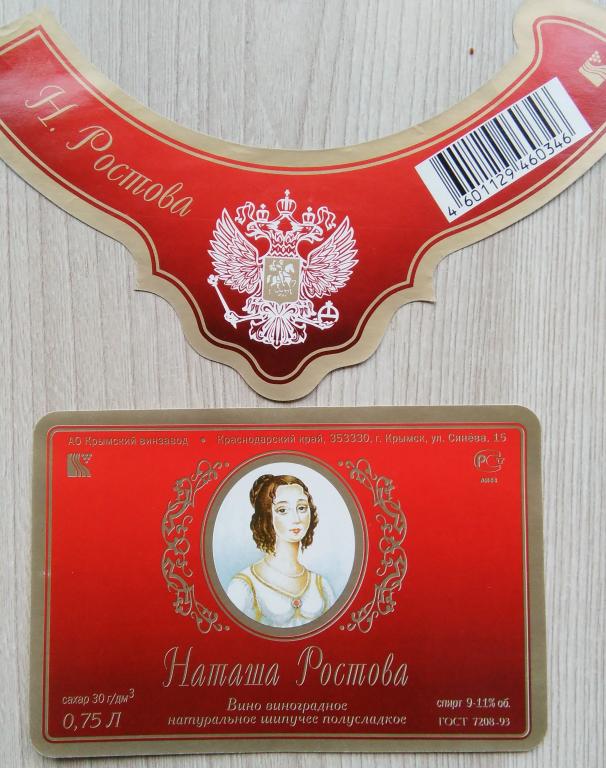 Н. Ростова
4 601129 460346
АО Крымский винзавод • Краснодарский край, 353330, г. Крымск, ул. Синева, 15
Наташа Ростова
Вино виноградное
натуральное шипучее полусладкое
сахар 30 г/дм³
0,75 Л
спирт 9-11% об.
ГОСТ 7208-93